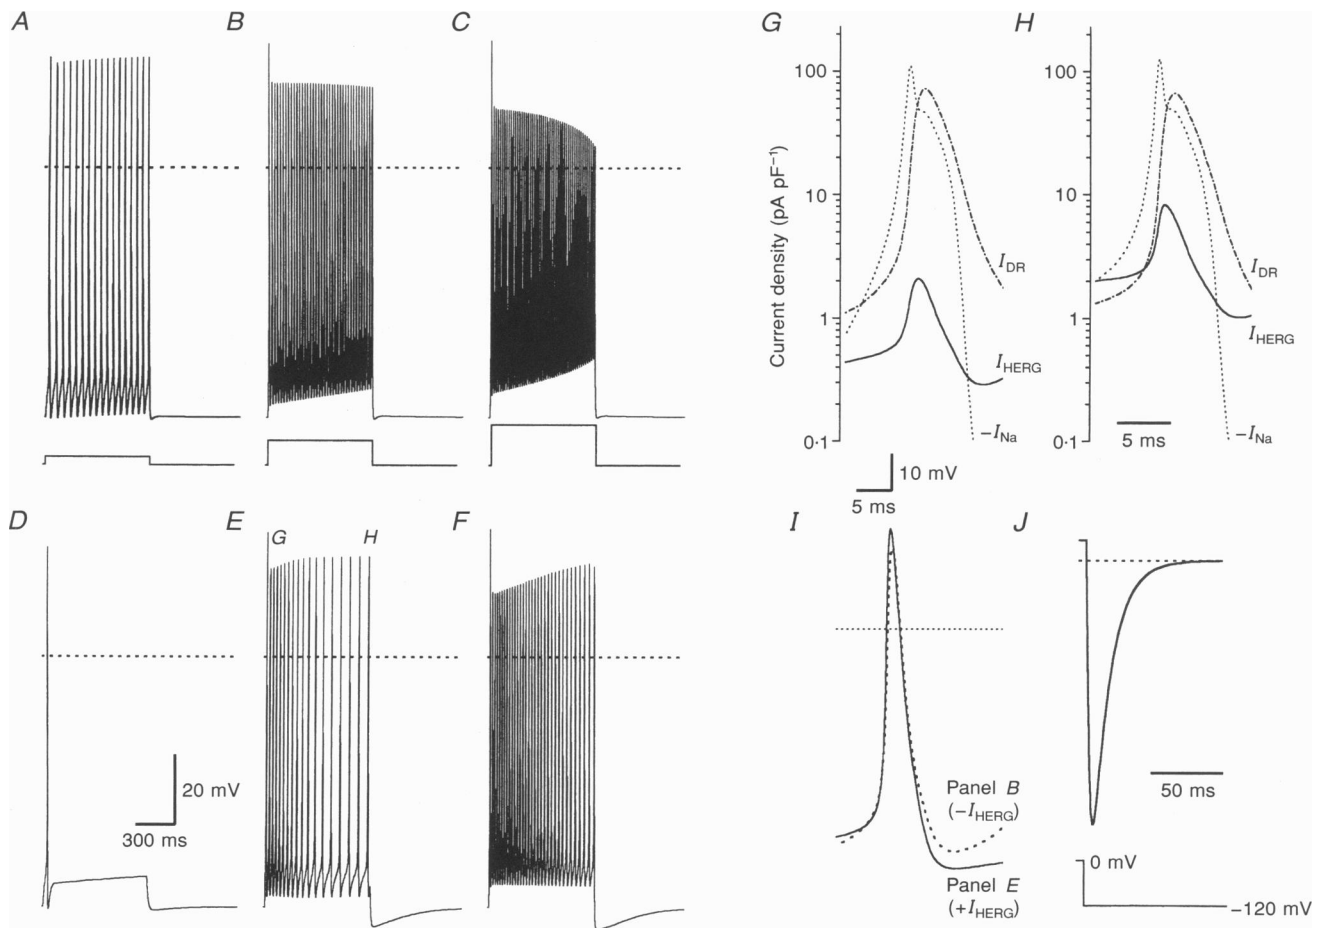 A
B
C
G
H
100
10
1
0·1
Current density (pA pF⁻¹)
I_DR
I_HERG
−I_Na
100
10
1
0·1
I_DR
I_HERG
−I_Na
5 ms
10 mV
5 ms
D
E
F
G
H
20 mV
300 ms
I
J
Panel B
(−I_HERG)
Panel E
(+I_HERG)
50 ms
0 mV
−120 mV